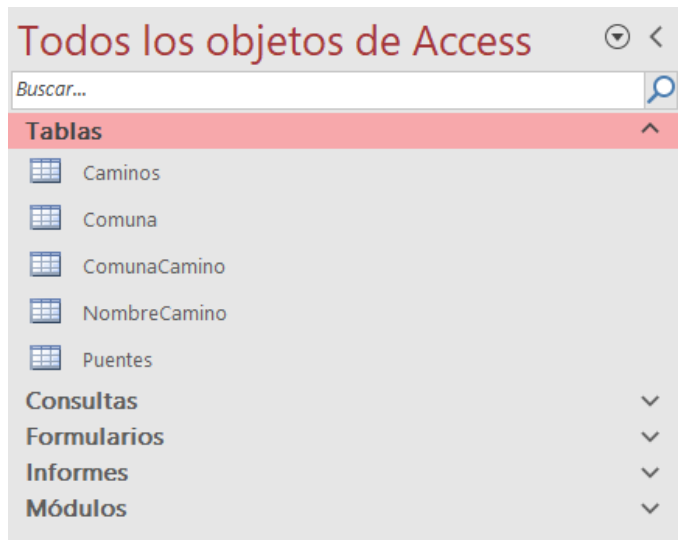 Todos los objetos de Access
Buscar...
Tablas
Caminos
Comuna
ComunaCamino
NombreCamino
Puentes
Consultas
Formularios
Informes
Módulos